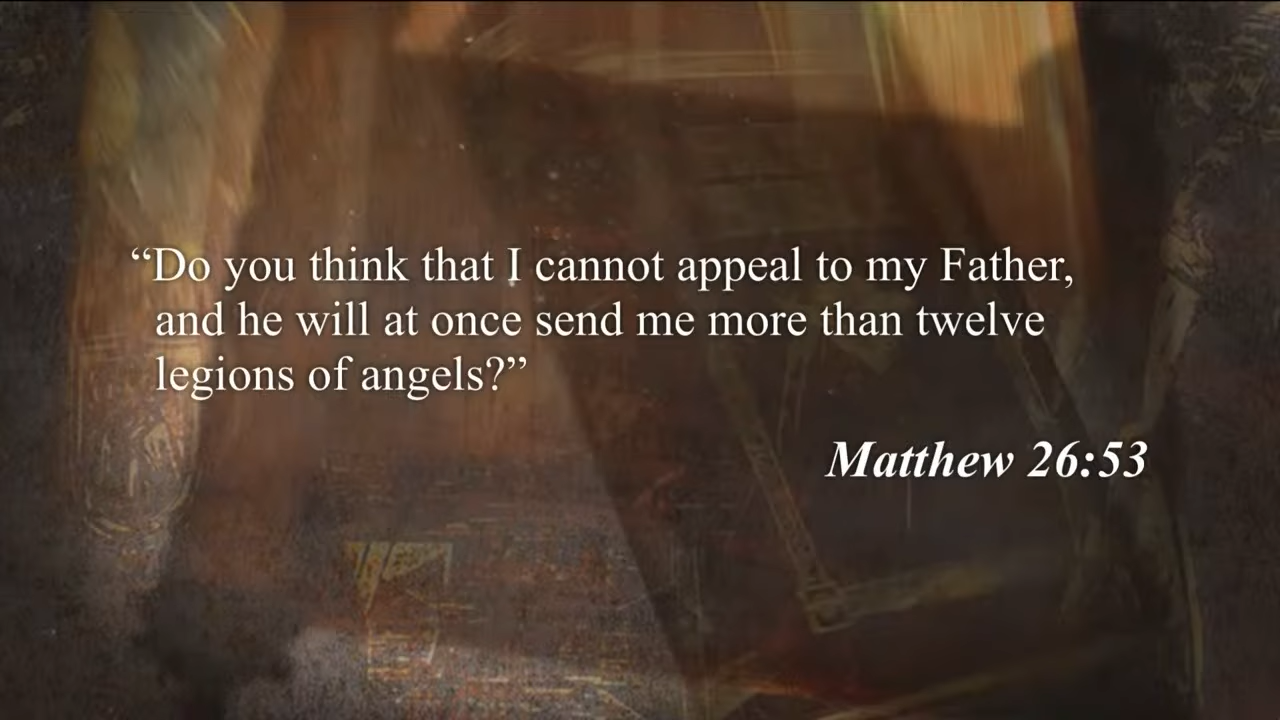 “Do you think that I cannot appeal to my Father,
and he will at once send me more than twelve
legions of angels?”
Matthew 26:53